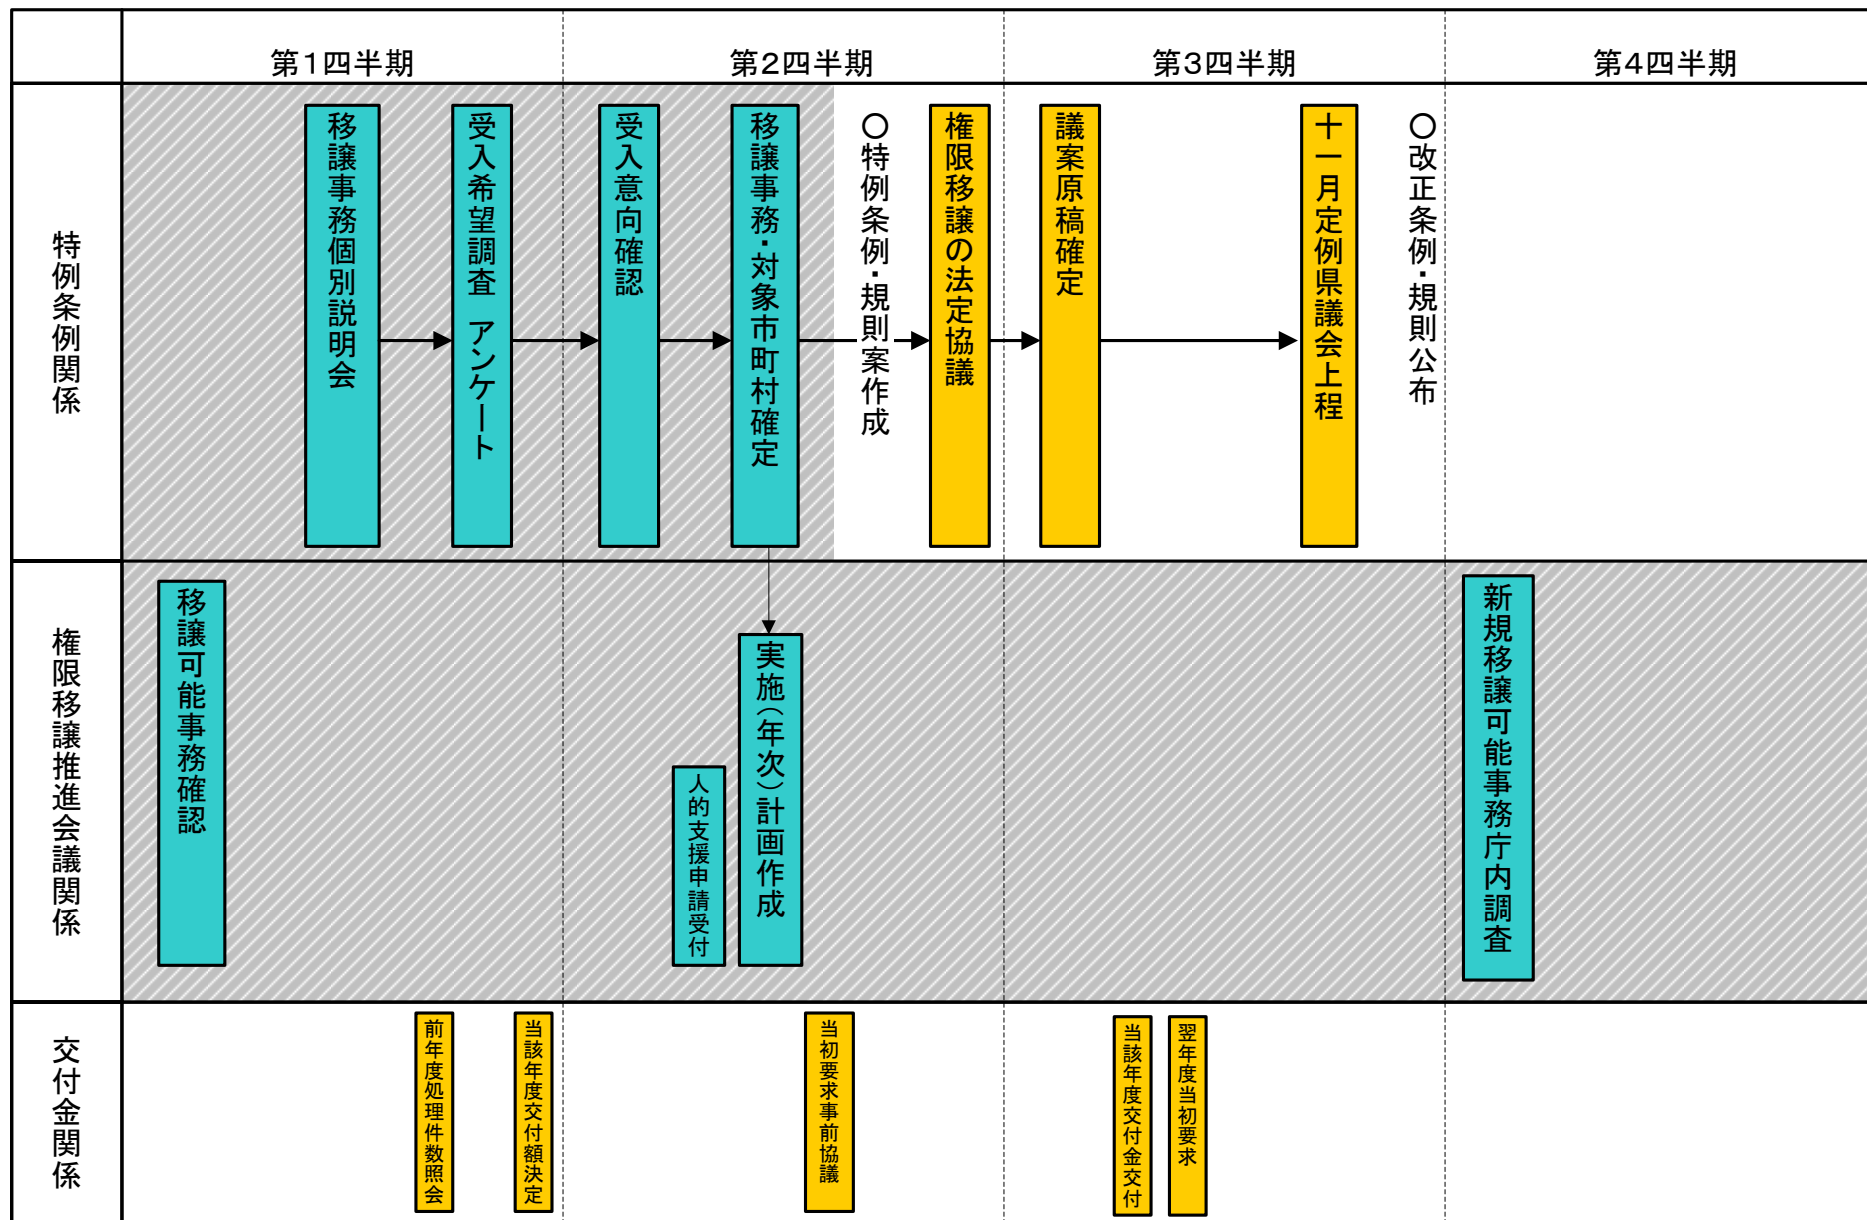 第1四半期
第2四半期
第3四半期
第4四半期
特例条例関係
移譲事務個別説明会
受入希望調査 アンケート
受入意向確認
移譲事務・対象市町村確定
○特例条例・規則案作成
権限移譲の法定協議
議案原稿確定
十一月定例県議会上程
○改正条例・規則公布
権限移譲推進会議関係
移譲可能事務確認
人的支援申請受付
実施（年次）計画作成
新規移譲可能事務庁内調査
交付金関係
前年度処理件数照会
当該年度交付額決定
当初要求事前協議
当該年度交付金交付
翌年度当初要求